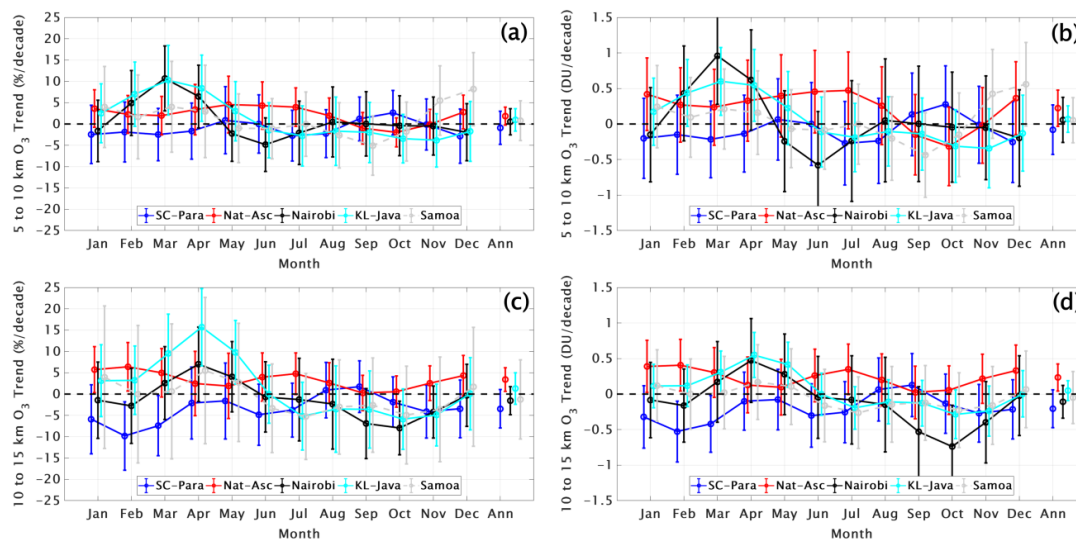 (a)
5 to 10 km O3 Trend (%/decade)
25
20
15
10
5
0
-5
-10
-15
-20
-25
SC-Para Nat-Asc Nairobi KL-Java Samoa
Jan Feb Mar Apr May Jun Jul Aug Sep Oct Nov Dec Ann
Month
(b)
5 to 10 km O3 Trend (DU/decade)
1.5
1
0.5
0
-0.5
-1
-1.5
SC-Para Nat-Asc Nairobi KL-Java Samoa
Jan Feb Mar Apr May Jun Jul Aug Sep Oct Nov Dec Ann
Month
(c)
10 to 15 km O3 Trend (%/decade)
25
20
15
10
5
0
-5
-10
-15
-20
-25
SC-Para Nat-Asc Nairobi KL-Java Samoa
Jan Feb Mar Apr May Jun Jul Aug Sep Oct Nov Dec Ann
Month
(d)
10 to 15 km O3 Trend (DU/decade)
1.5
1
0.5
0
-0.5
-1
-1.5
SC-Para Nat-Asc Nairobi KL-Java Samoa
Jan Feb Mar Apr May Jun Jul Aug Sep Oct Nov Dec Ann
Month